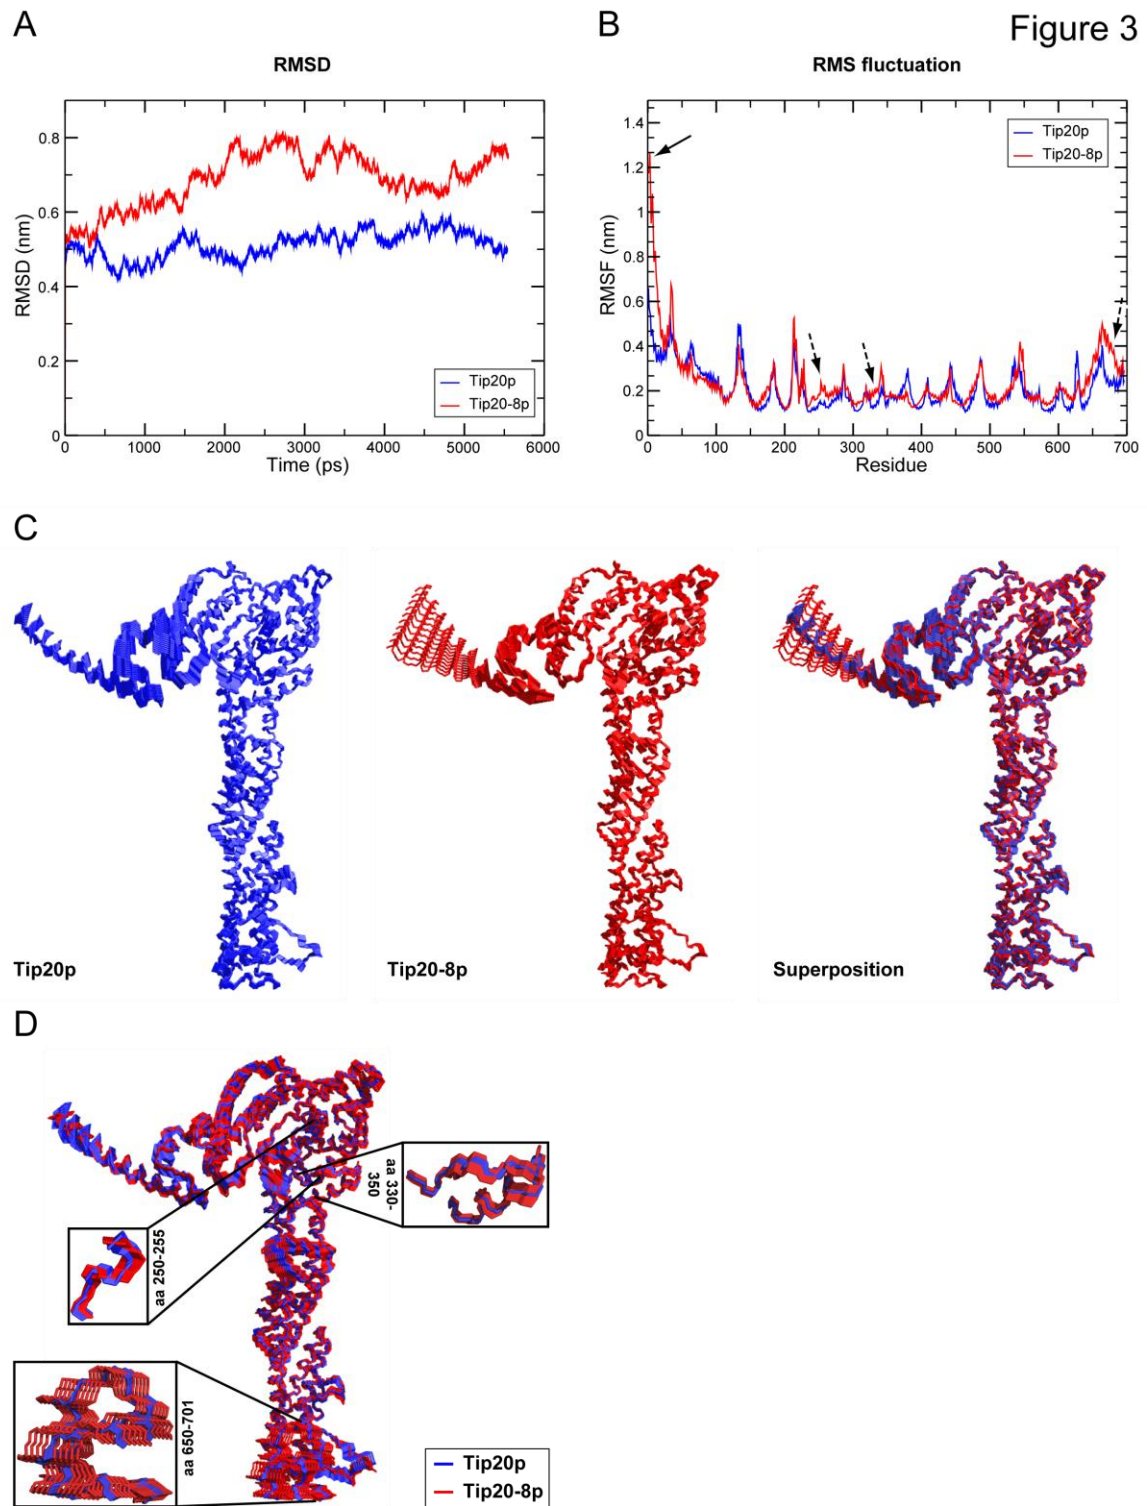 A
B
Figure 3
RMSD
RMS fluctuation
RMSD (nm)
0.8
0.6
0.4
0.2
0
0 1000 2000 3000 4000 5000 6000
Time (ps)
Tip20p
Tip20-8p
RMSF (nm)
1.4
1.2
1
0.8
0.6
0.4
0.2
0
0 100 200 300 400 500 600 700
Residue
Tip20p
Tip20-8p
C
Tip20p
Tip20-8p
Superposition
D
aa 330-
350
aa 250-255
aa 650-701
Tip20p
Tip20-8p